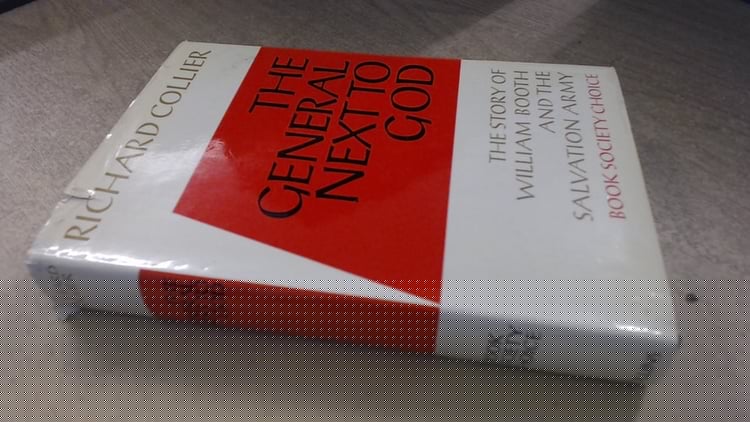 RICHARD COLLIER
THE
GENERAL
NEXT TO
GOD
THE STORY OF
WILLIAM BOOTH
AND THE
SALVATION ARMY
BOOK SOCIETY CHOICE